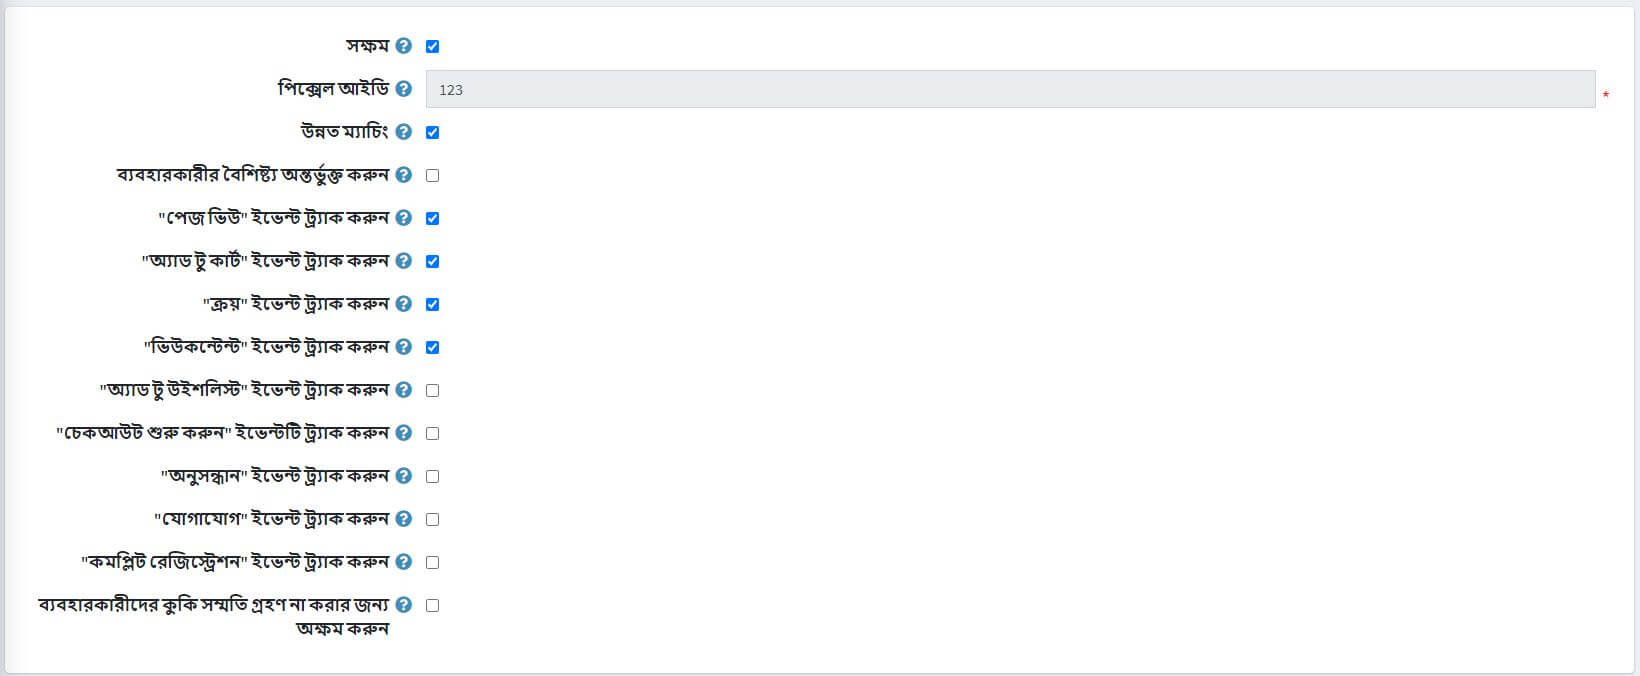 সক্ষম
পিক্সেল আইডি 123 *
উন্নত ম্যাচিং
ব্যবহারকারীর বৈশিষ্ট্য অন্তর্ভুক্ত করুন
"পেজ ভিউ" ইভেন্ট ট্র্যাক করুন
"অ্যাড টু কার্ট" ইভেন্ট ট্র্যাক করুন
"ক্রয়" ইভেন্ট ট্র্যাক করুন
"ভিউকন্টেন্ট" ইভেন্ট ট্র্যাক করুন
"অ্যাড টু উইশলিস্ট" ইভেন্ট ট্র্যাক করুন
"চেকআউট শুরু করুন" ইভেন্টটি ট্র্যাক করুন
"অনুসন্ধান" ইভেন্ট ট্র্যাক করুন
"যোগাযোগ" ইভেন্ট ট্র্যাক করুন
"কমপ্লিট রেজিস্ট্রেশন" ইভেন্ট ট্র্যাক করুন
ব্যবহারকারীদের কুকি সম্মতি গ্রহণ না করার জন্য
অক্ষম করুন